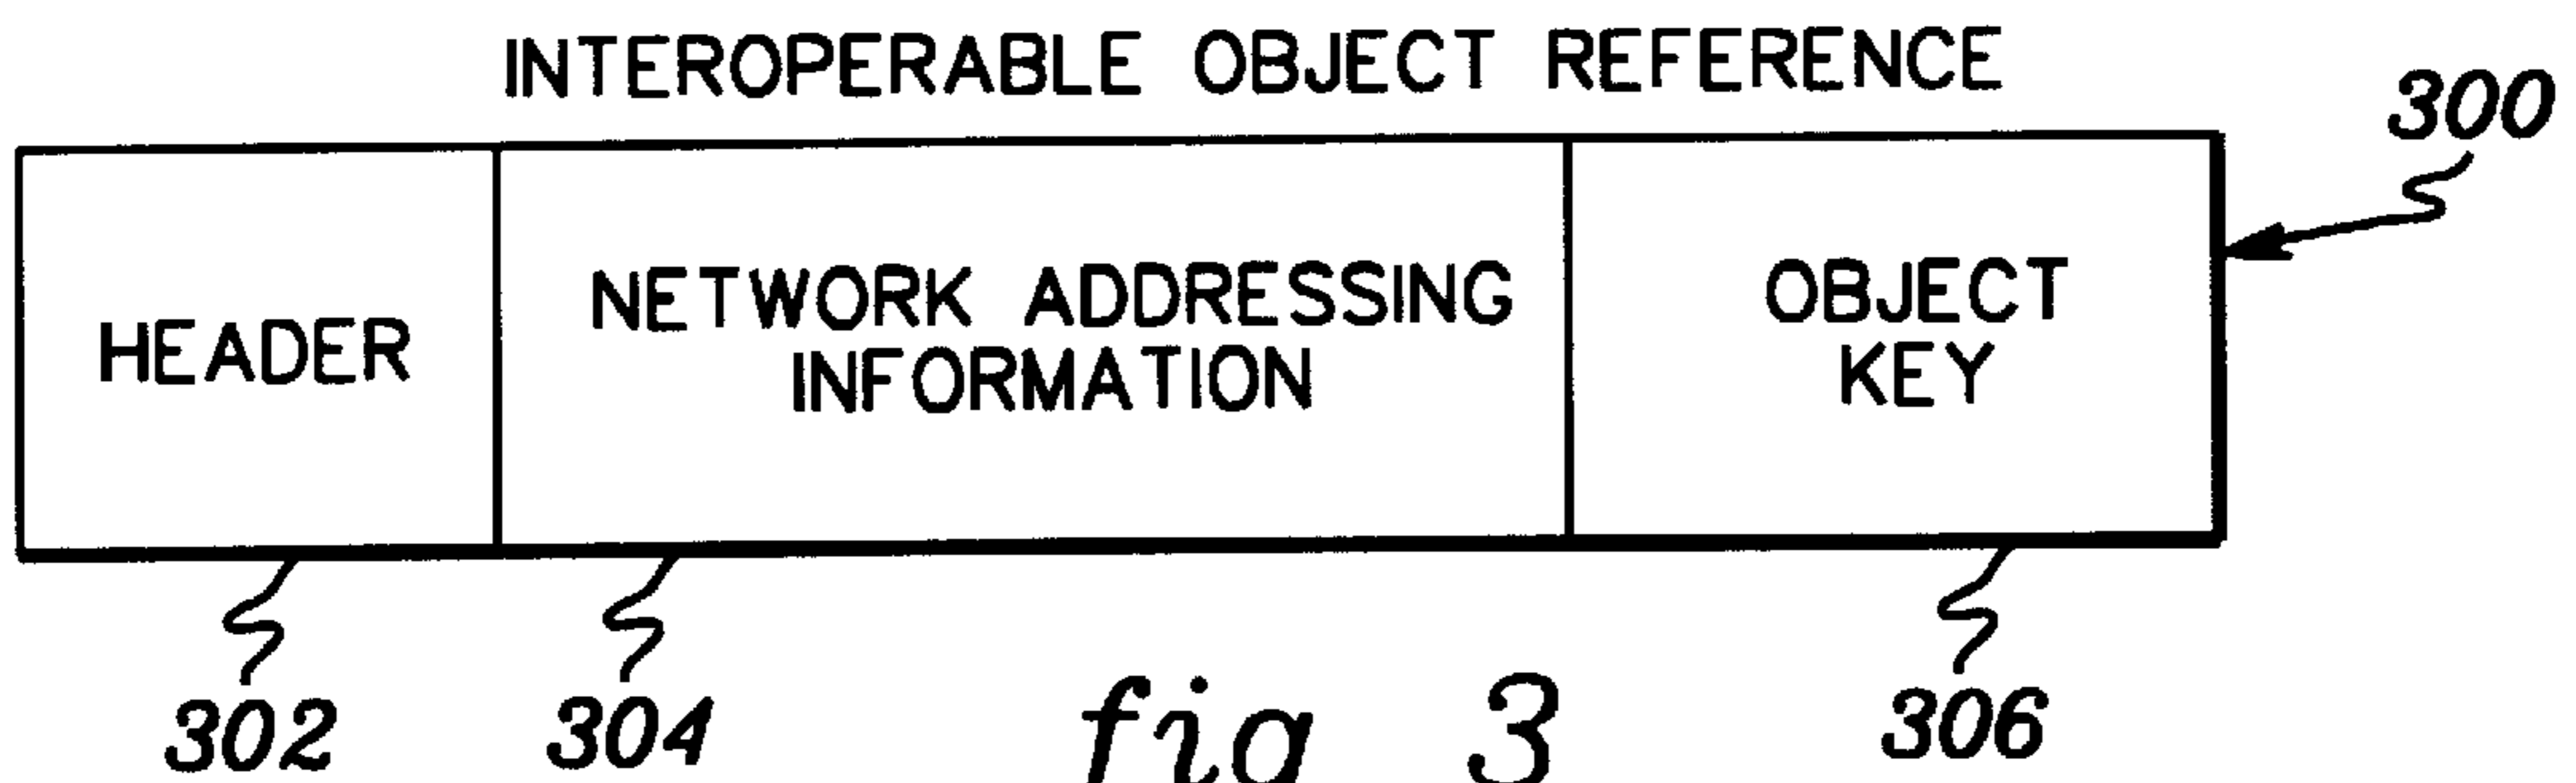 INTEROPERABLE OBJECT REFERENCE
300
HEADER
NETWORK ADDRESSING
INFORMATION
OBJECT
KEY
302
304
306
fig 3